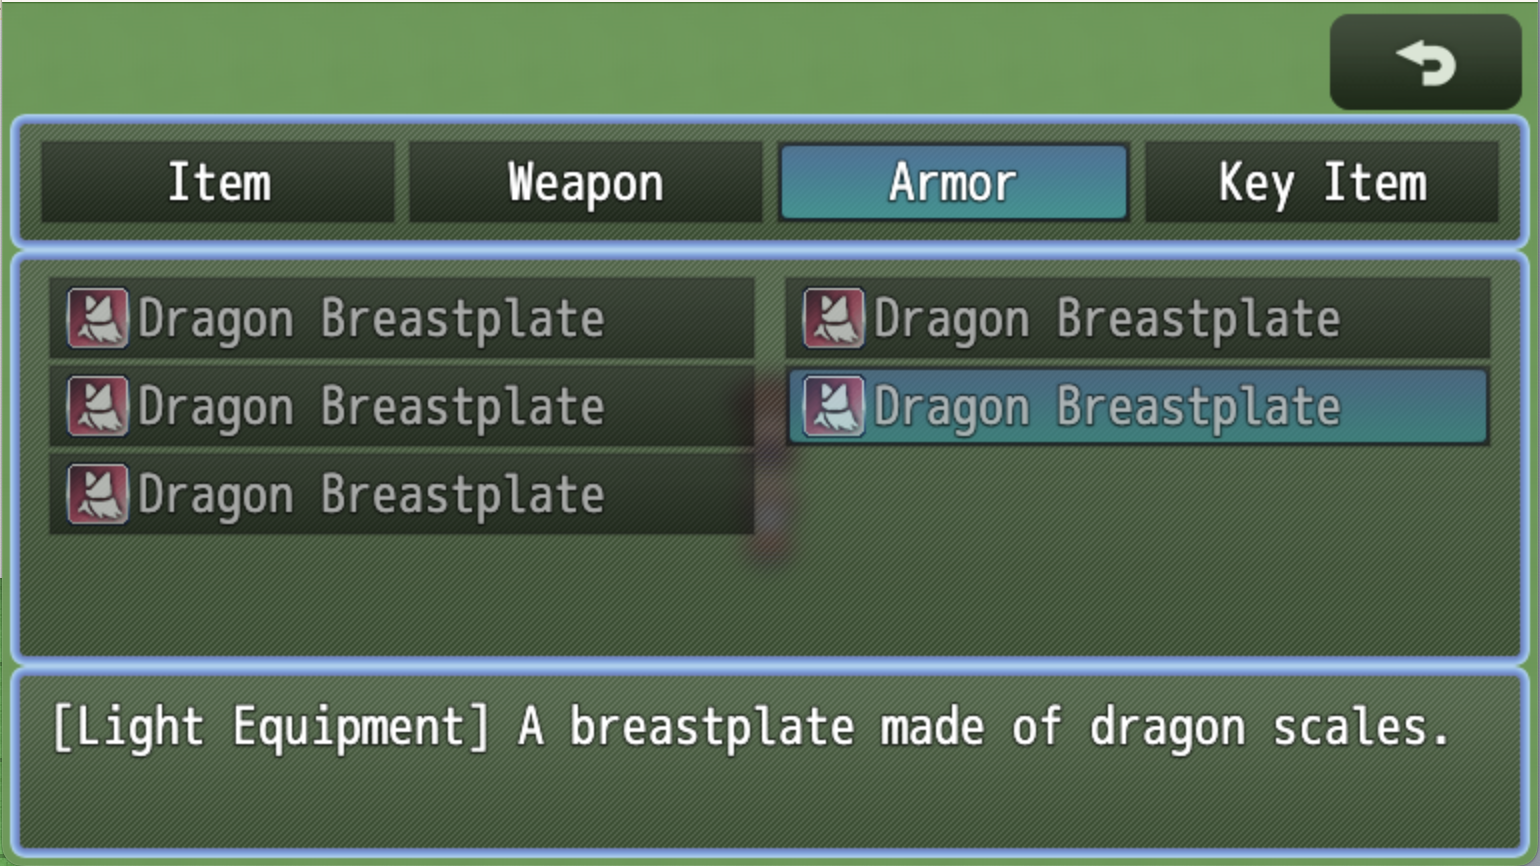 Item Weapon Armor Key Item
Dragon Breastplate Dragon Breastplate
Dragon Breastplate Dragon Breastplate
Dragon Breastplate
[Light Equipment] A breastplate made of dragon scales.